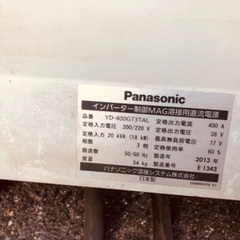 Panasonic
インバーター制御MAG溶接用直流電源
品番 YD-400GT3TAL 定格出力電流 400 A
定格入力電圧 200/220 V 定格出力電圧 38 V
定格入力 20 kVA (18 kW) 最高無負荷電圧 77 V
相数 3 相 定格使用率 60 %
周波数 50/60 Hz 製造年 2013 年
質量 54 kg E 1343
パナソニック溶接システム株式会社
日本製